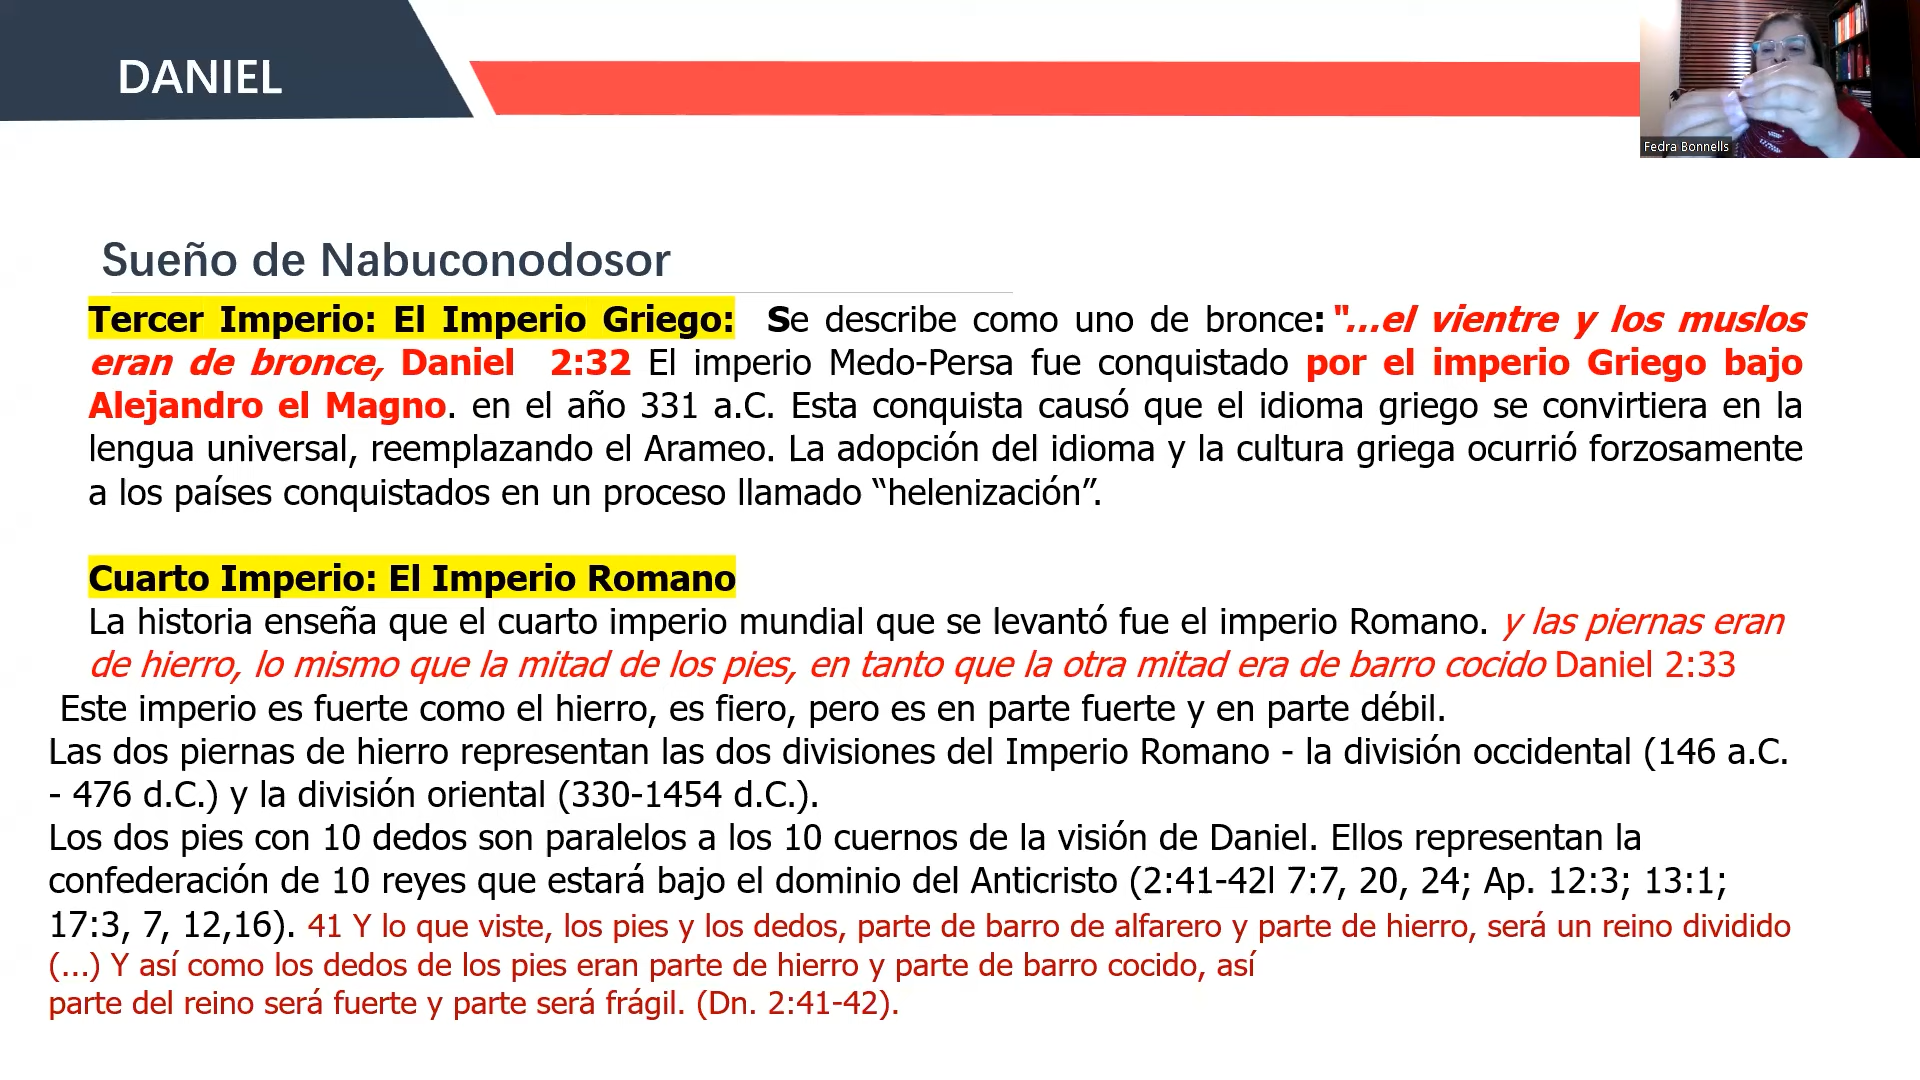 DANIEL
Fedra Bonnells
Sueño de Nabuconodosor
Tercer Imperio: El Imperio Griego: Se describe como uno de bronce: "...el vientre y los muslos
eran de bronce, Daniel 2:32 El imperio Medo-Persa fue conquistado por el imperio Griego bajo
Alejandro el Magno. en el año 331 a.C. Esta conquista causó que el idioma griego se convirtiera en la
lengua universal, reemplazando el Arameo. La adopción del idioma y la cultura griega ocurrió forzosamente
a los países conquistados en un proceso llamado “helenización”.
Cuarto Imperio: El Imperio Romano
La historia enseña que el cuarto imperio mundial que se levantó fue el imperio Romano. y las piernas eran
de hierro, lo mismo que la mitad de los pies, en tanto que la otra mitad era de barro cocido Daniel 2:33
Este imperio es fuerte como el hierro, es fiero, pero es en parte fuerte y en parte débil.
Las dos piernas de hierro representan las dos divisiones del Imperio Romano - la división occidental (146 a.C.
- 476 d.C.) y la división oriental (330-1454 d.C.).
Los dos pies con 10 dedos son paralelos a los 10 cuernos de la visión de Daniel. Ellos representan la
confederación de 10 reyes que estará bajo el dominio del Anticristo (2:41-42l 7:7, 20, 24; Ap. 12:3; 13:1;
17:3, 7, 12,16). 41 Y lo que viste, los pies y los dedos, parte de barro de alfarero y parte de hierro, será un reino dividido
(...) Y así como los dedos de los pies eran parte de hierro y parte de barro cocido, así
parte del reino será fuerte y parte será frágil. (Dn. 2:41-42).